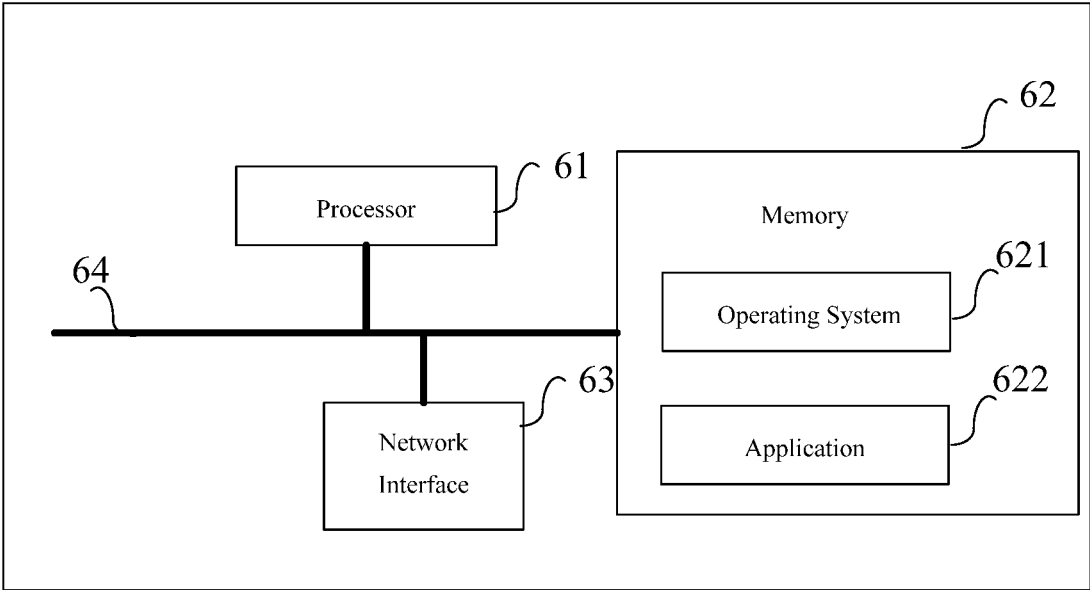 62
61
Processor
Memory
64
621
Operating System
63
622
Network
Interface
Application